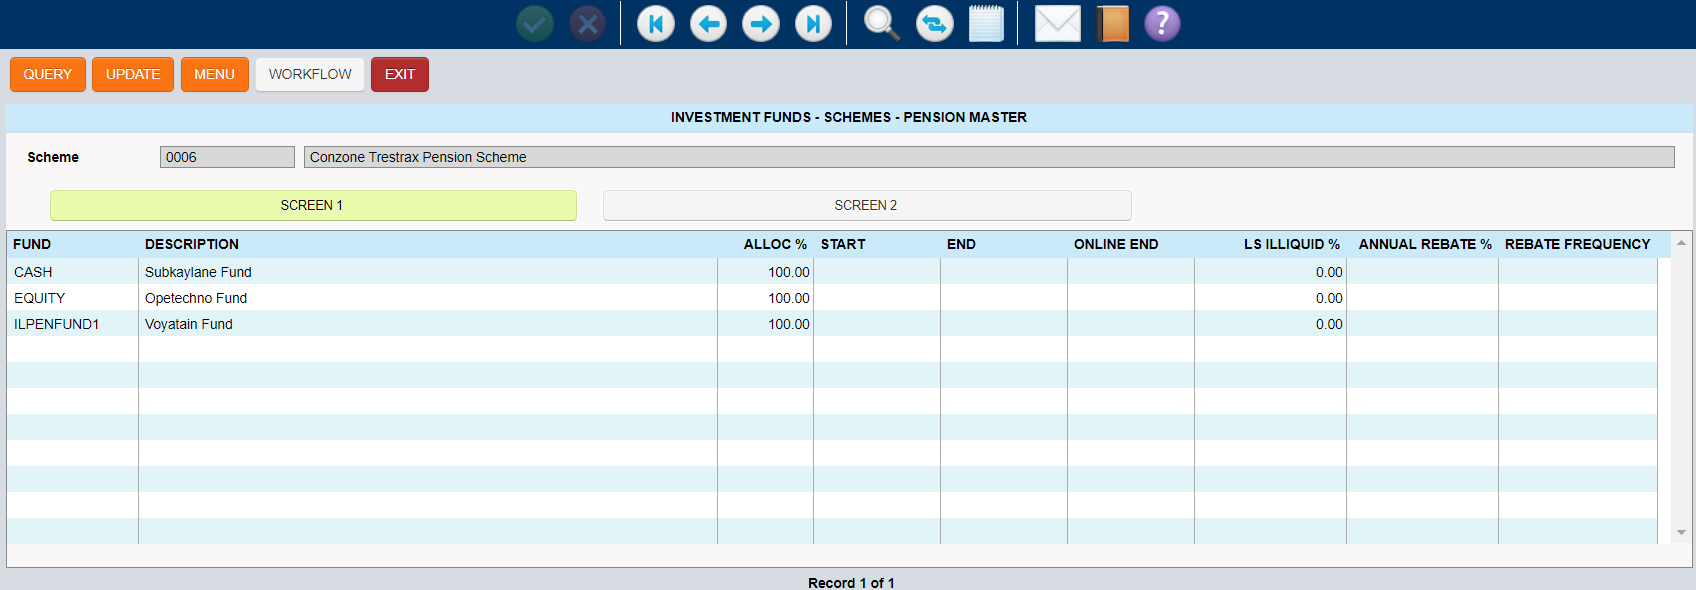 ?
QUERY UPDATE MENU WORKFLOW EXIT
INVESTMENT FUNDS - SCHEMES - PENSION MASTER
Scheme 0006 Conzone Trestrax Pension Scheme
SCREEN 1 SCREEN 2
FUND DESCRIPTION ALLOC % START END ONLINE END LS ILLIQUID % ANNUAL REBATE % REBATE FREQUENCY
CASH Subkaylane Fund 100.00 0.00
EQUITY Opetechno Fund 100.00 0.00
ILPENFUND1 Voyatain Fund 100.00 0.00
Record 1 of 1